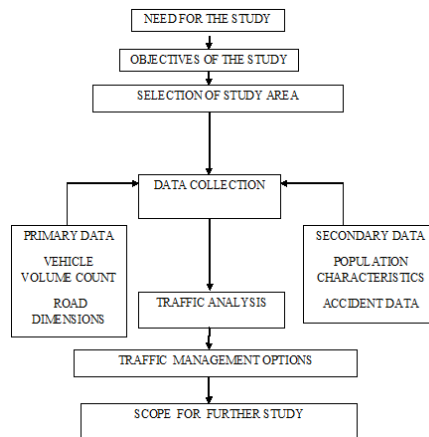 NEED FOR THE STUDY
OBJECTIVES OF THE STUDY
SELECTION OF STUDY AREA
DATA COLLECTION
PRIMARY DATA
VEHICLE
VOLUME COUNT
ROAD
DIMENSIONS
SECONDARY DATA
POPULATION
CHARACTERISTICS
ACCIDENT DATA
TRAFFIC ANALYSIS
TRAFFIC MANAGEMENT OPTIONS
SCOPE FOR FURTHER STUDY